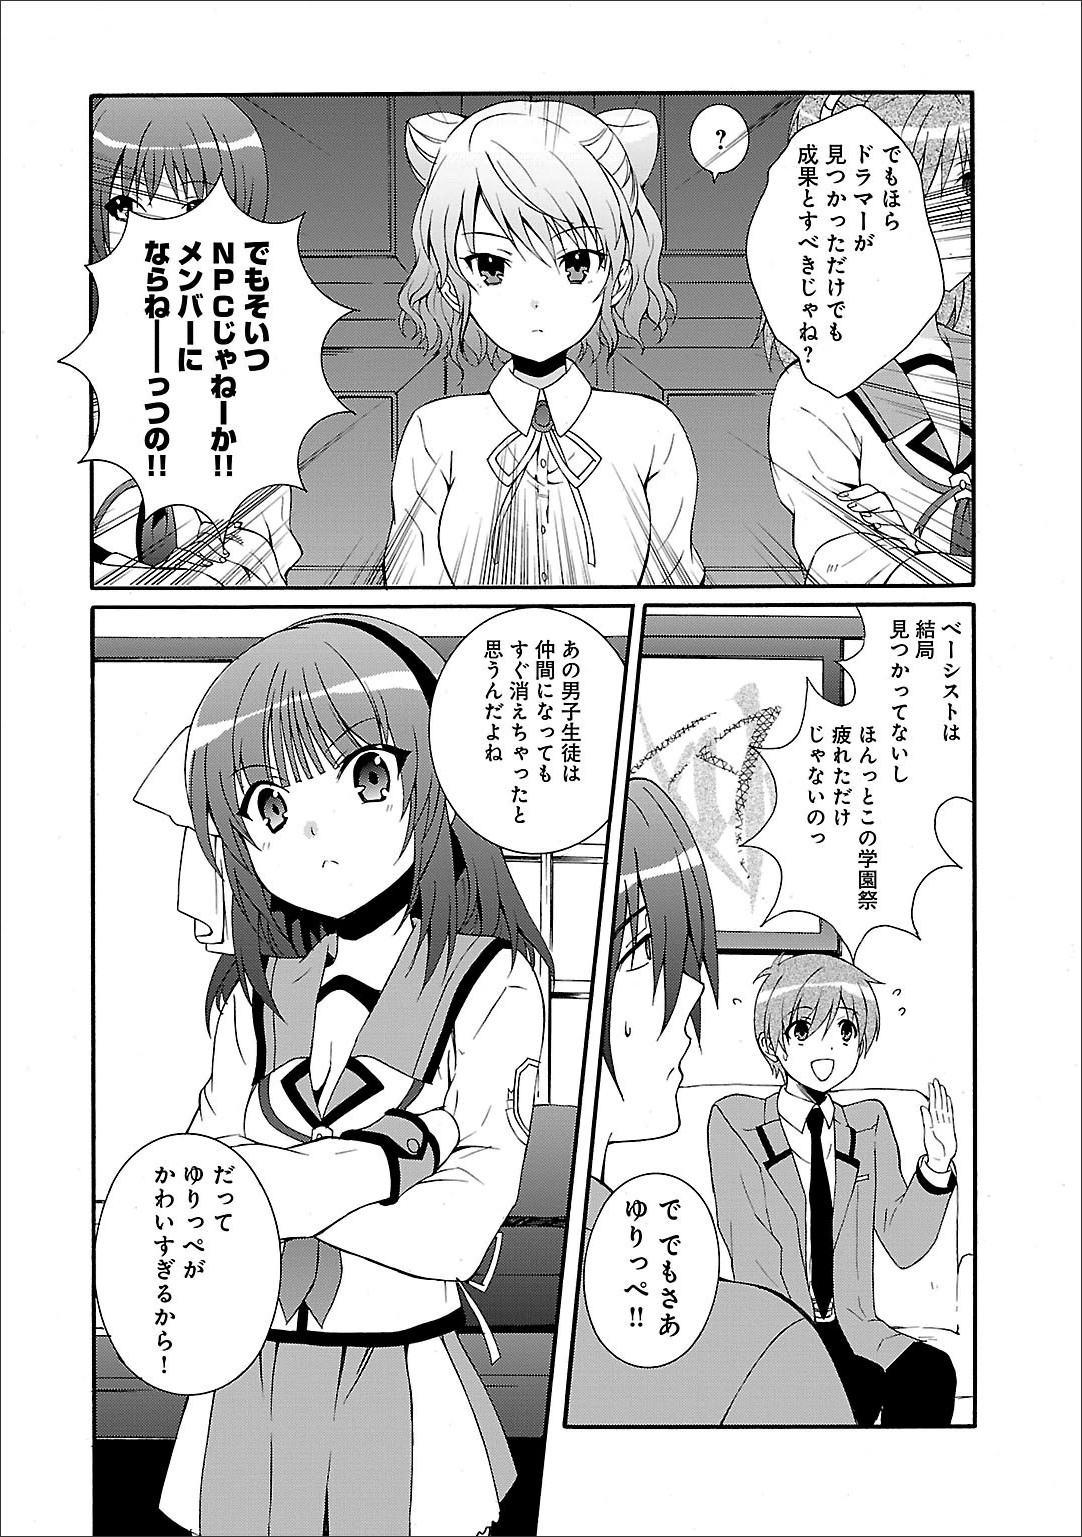 でもほら
ドラマーが
見つかっただけでも
成果とすべきじゃね？
？
でもそいつ
NPCじゃねーか!!
メンバーに
ならね――っつの!!
ベーシストは
結局
見つかってないし
ほんっとこの学園祭
疲れただけ
じゃないのっ
で でもさあ
ゆりっぺ!!
あの男子生徒は
仲間になっても
すぐ消えちゃったと
思うんだよね
だって
ゆりっぺが
かわいすぎるから！